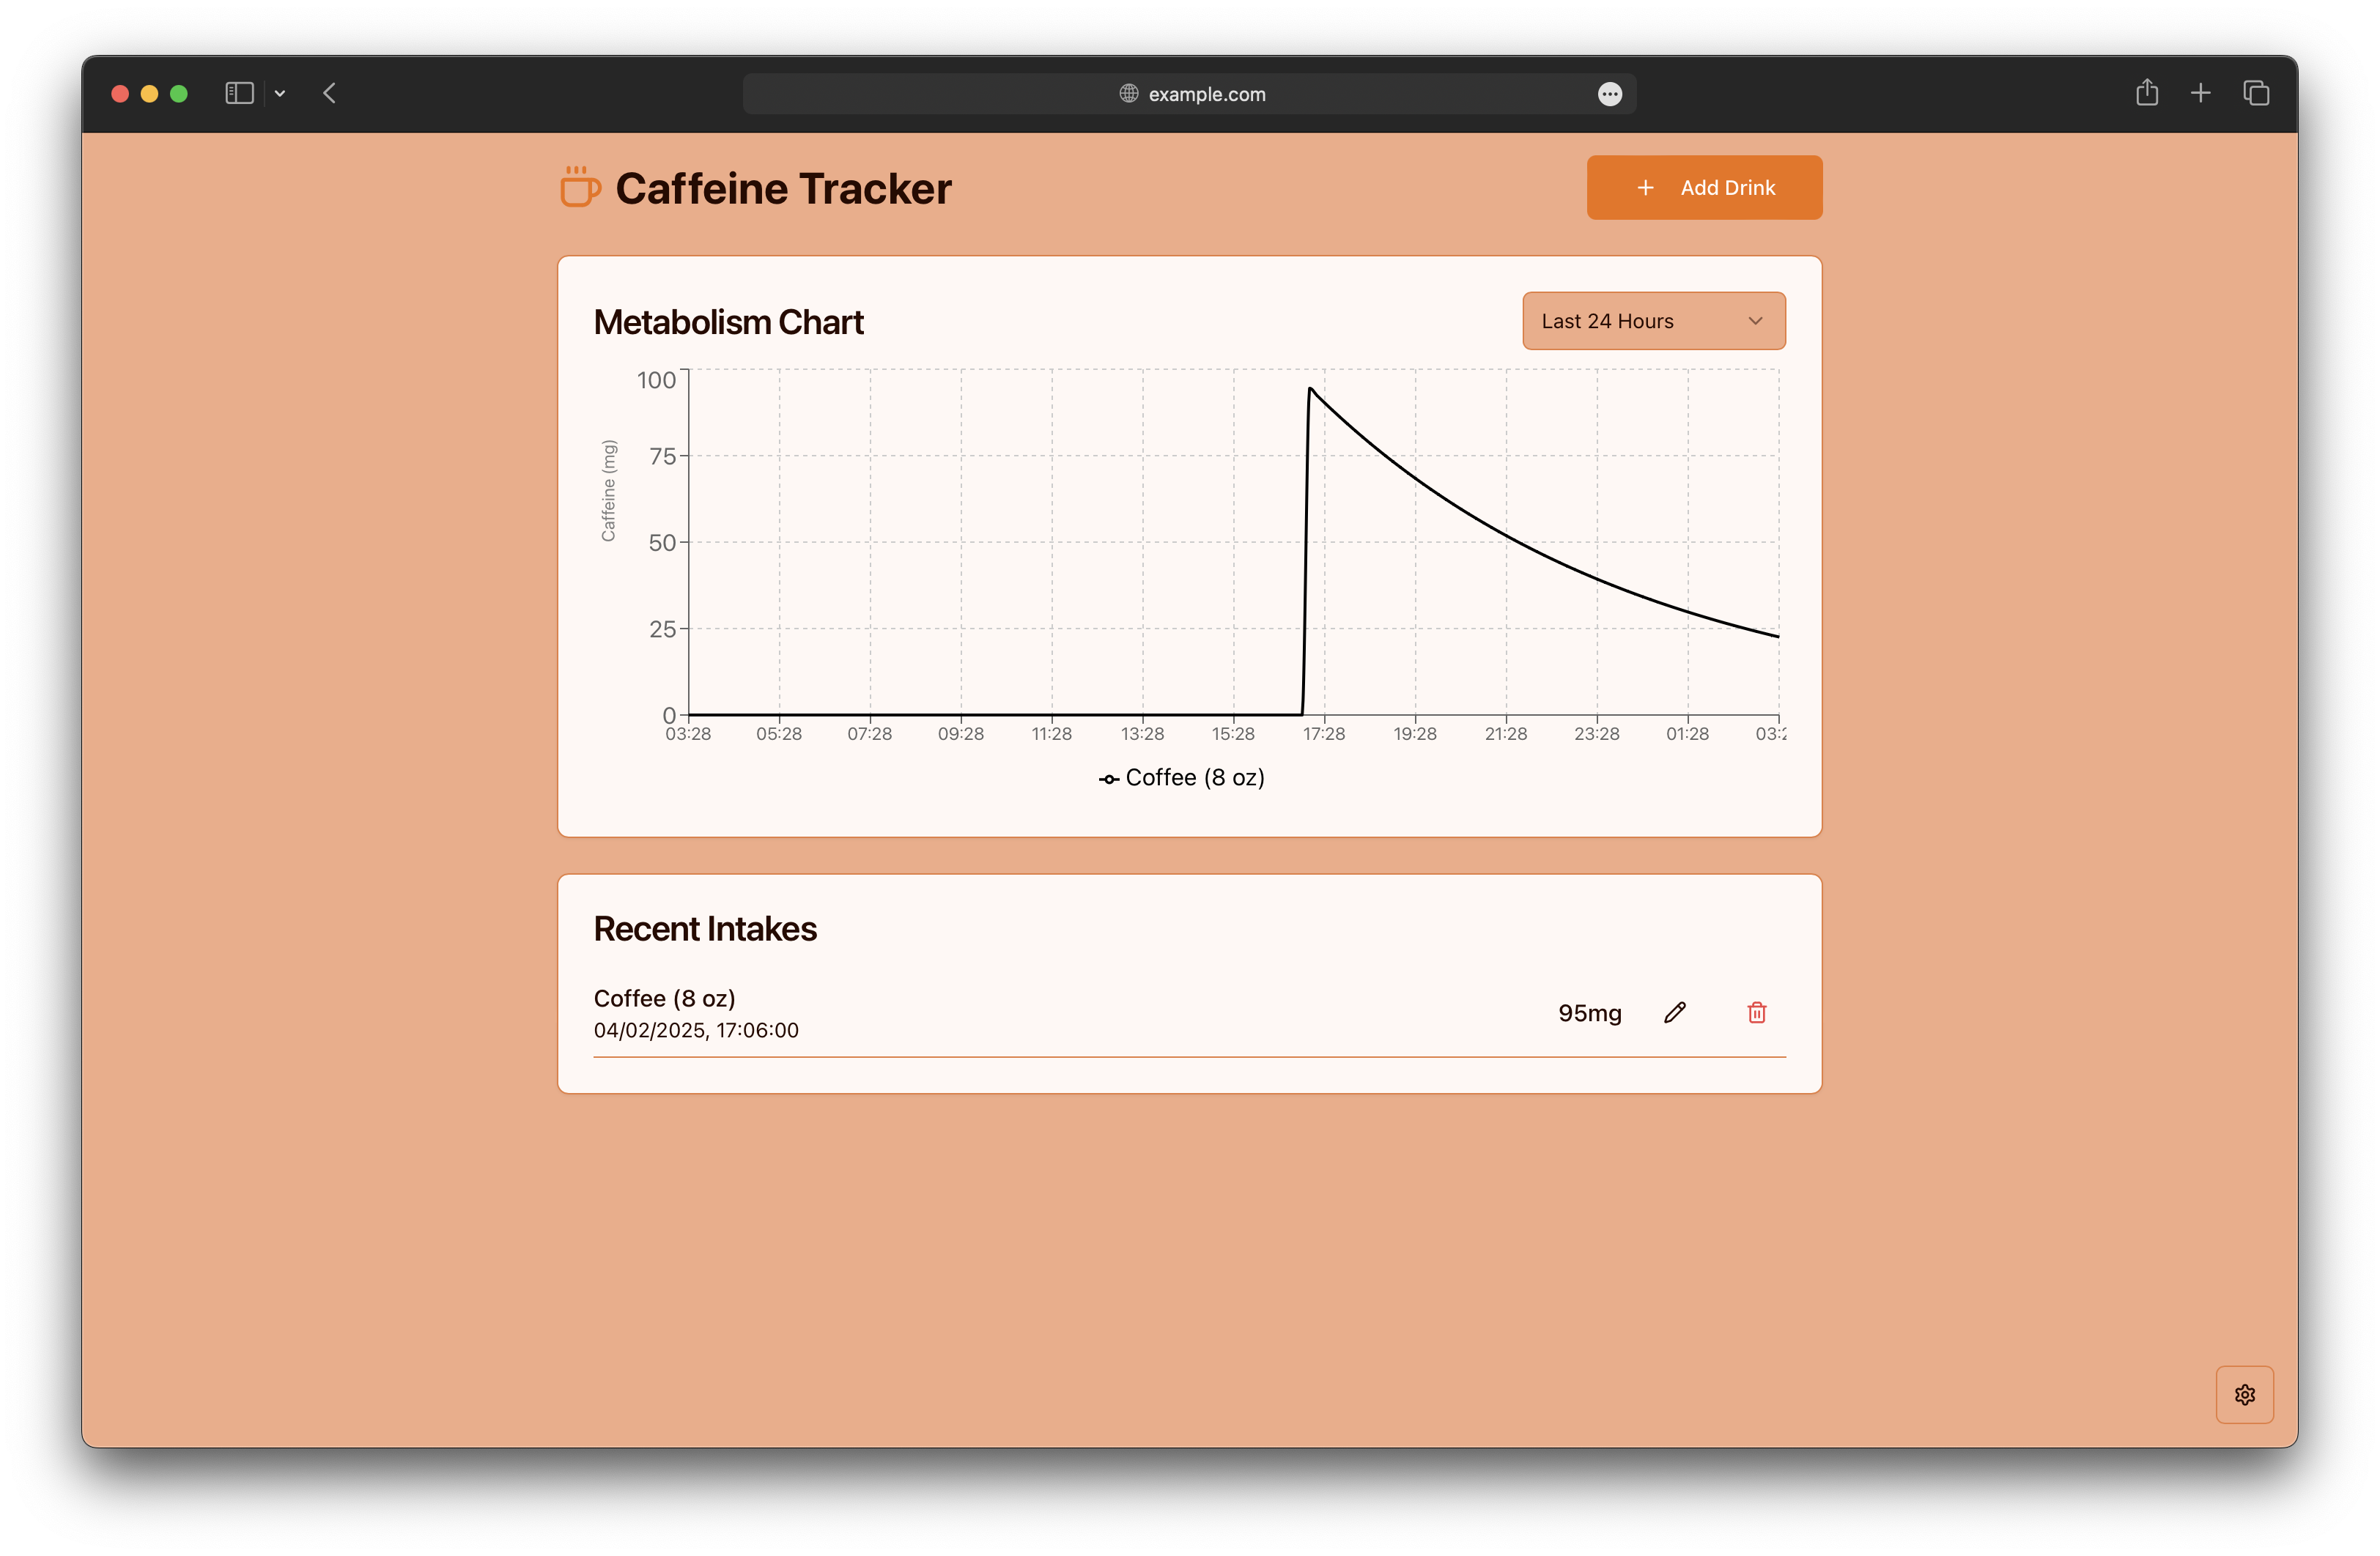 example.com
Caffeine Tracker
+ Add Drink
Metabolism Chart
Last 24 Hours
Caffeine (mg)
100
75
50
25
0
03:28 05:28 07:28 09:28 11:28 13:28 15:28 17:28 19:28 21:28 23:28 01:28 03:2
Coffee (8 oz)
Recent Intakes
Coffee (8 oz)
95mg
04/02/2025, 17:06:00